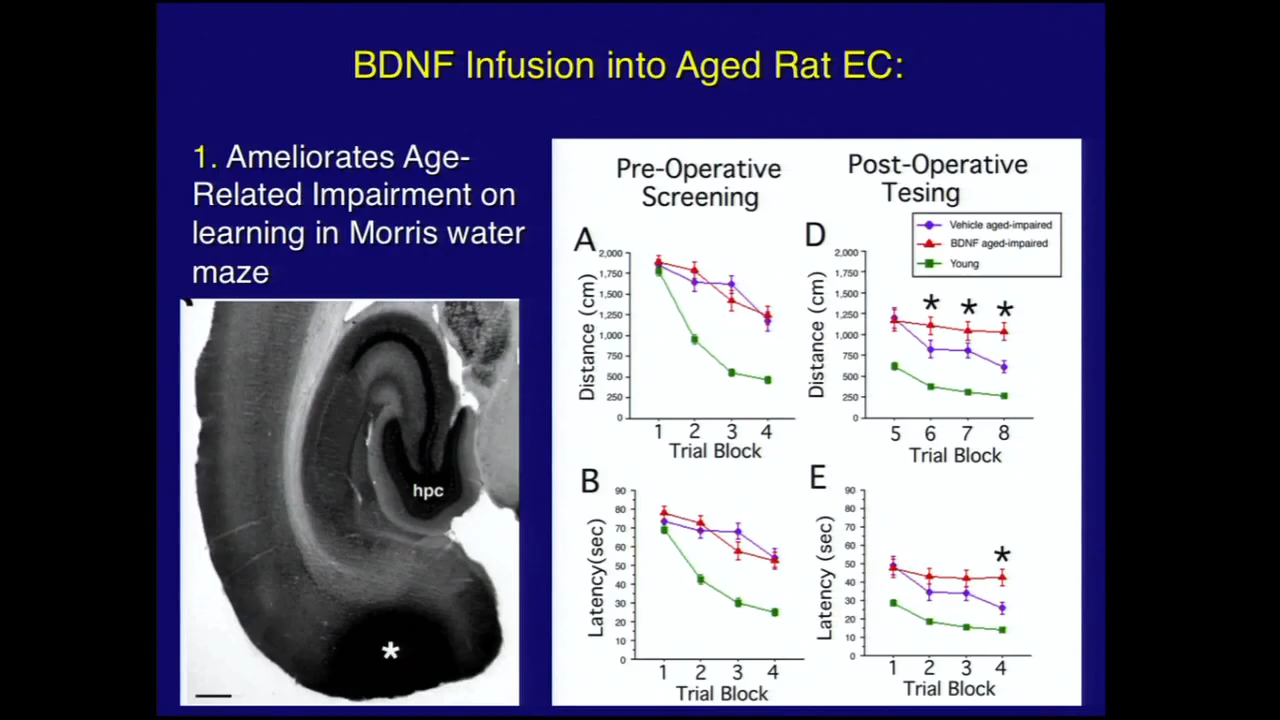 BDNF Infusion into Aged Rat EC:
1. Ameliorates Age-
Related Impairment on
learning in Morris water
maze
hpc
*
Pre-Operative
Screening
Post-Operative
Tesing
Vehicle aged-impaired
BDNF aged-impaired
Young
A
2,000
1,750
1,500
1,250
1,000
750
500
250
0
Distance (cm)
1 2 3 4
Trial Block
D
2,000
1,750
1,500
1,250
1,000
750
500
250
0
Distance (cm)
* * *
5 6 7 8
Trial Block
B
90
80
70
60
50
40
30
20
10
0
Latency(sec)
1 2 3 4
Trial Block
E
90
80
70
60
50
40
30
20
10
0
Latency (sec)
*
1 2 3 4
Trial Block